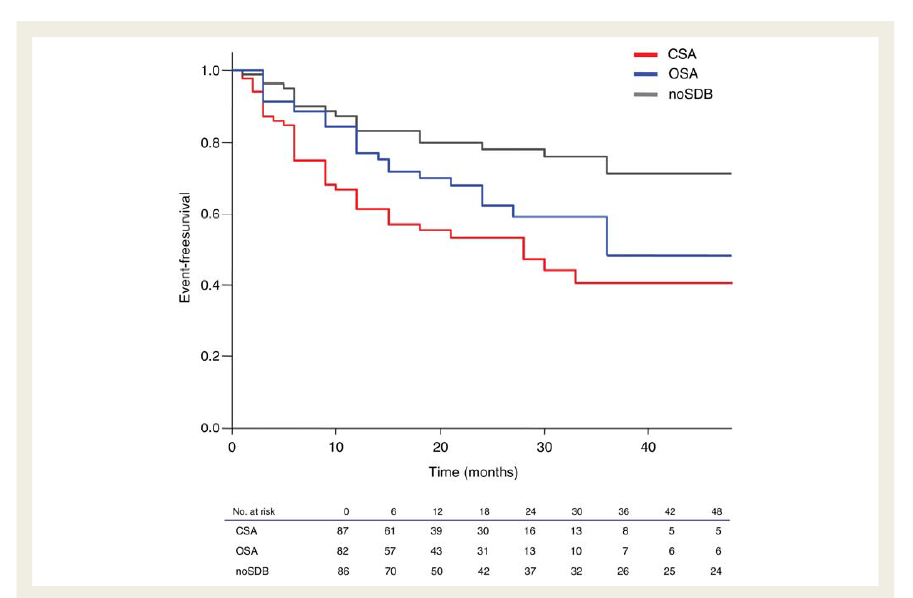 CSA
OSA
noSDB
1.0
0.8
0.6
0.4
0.2
0.0
Event-freesurvival
0 10 20 30 40
Time (months)
No. at risk 0 6 12 18 24 30 36 42 48
CSA 87 61 39 30 16 13 8 5 5
OSA 82 57 43 31 13 10 7 6 6
noSDB 86 70 50 42 37 32 26 25 24